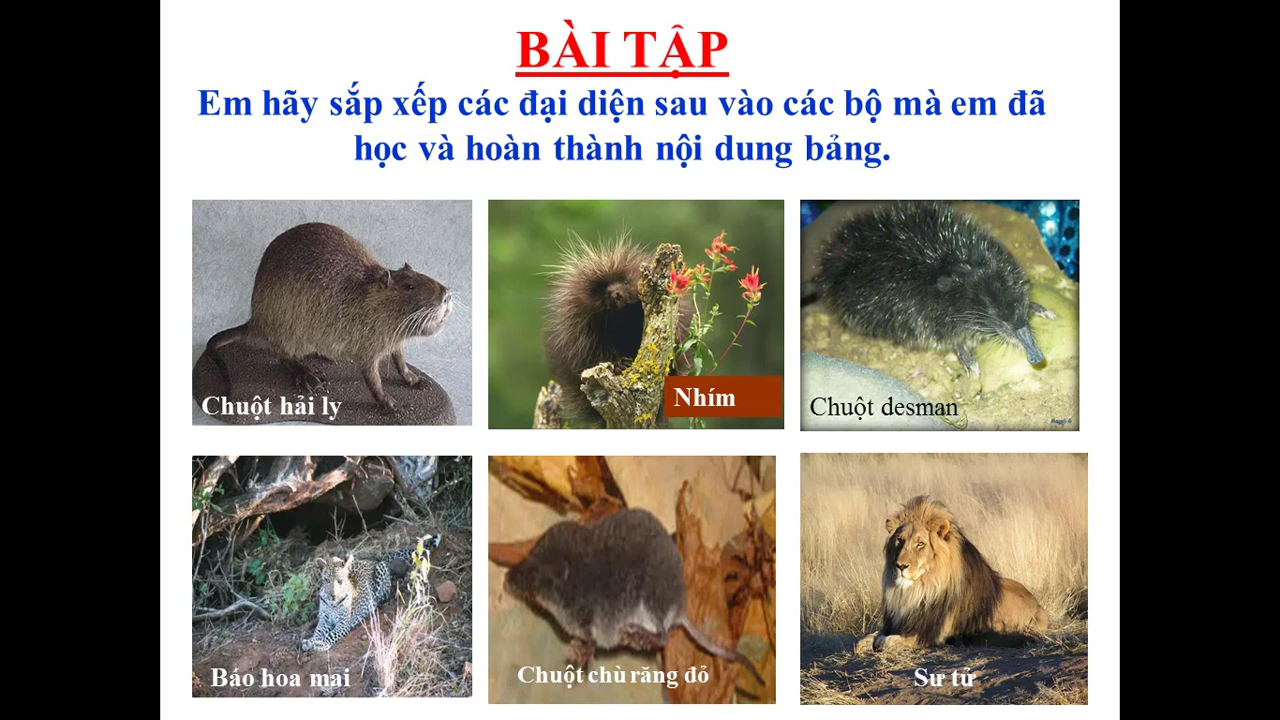 BÀI TẬP
Em hãy sắp xếp các đại diện sau vào các bộ mà em đã
học và hoàn thành nội dung bảng.
Chuột hải ly
Nhím
Chuột desman
Báo hoa mai
Chuột chù răng đỏ
Sư tử